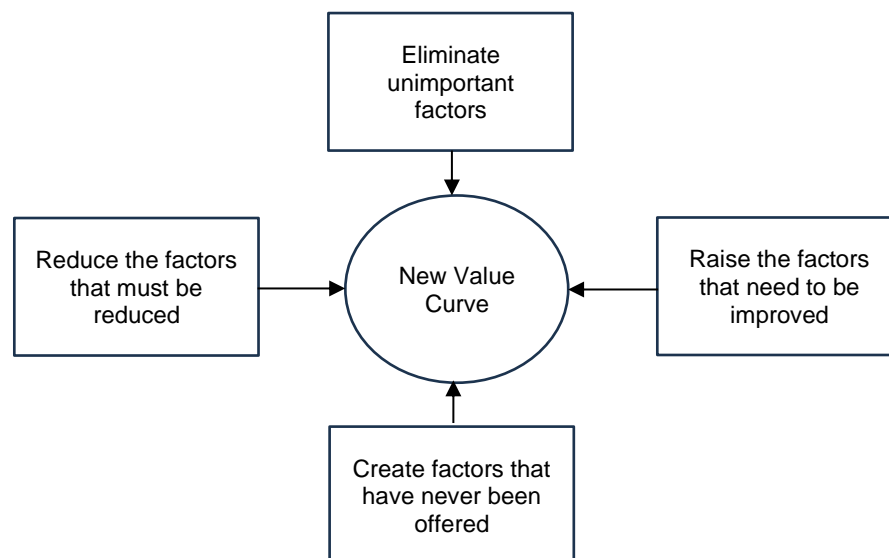 Eliminate
unimportant
factors
Reduce the factors
that must be
reduced
New Value
Curve
Raise the factors
that need to be
improved
Create factors that
have never been
offered